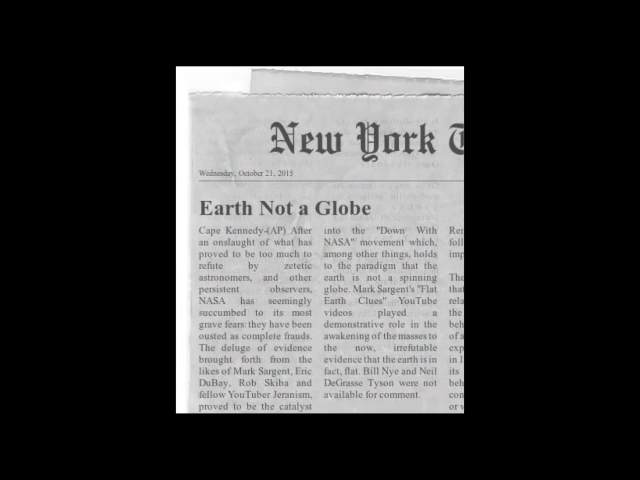 New York
Wednesday, October 21, 2015
Earth Not a Globe
Cape Kennedy-(AP) After
an onslaught of what has
proved to be too much to
refute by zetetic
astronomers, and other
persistent observers,
NASA has seemingly
succumbed to its most
grave fears: they have been
ousted as complete frauds.
The deluge of evidence
brought forth from the
likes of Mark Sargent, Eric
DuBay, Rob Skiba and
fellow YouTuber Jeranism,
proved to be the catalyst
into the "Down With
NASA" movement which,
among other things, holds
to the paradigm that the
earth is not a spinning
globe. Mark Sargent's "Flat
Earth Clues" YouTube
videos played a
demonstrative role in the
awakening of the masses to
the now, irrefutable
evidence that the earth is in
fact, flat. Bill Nye and Neil
DeGrasse Tyson were not
available for comment.